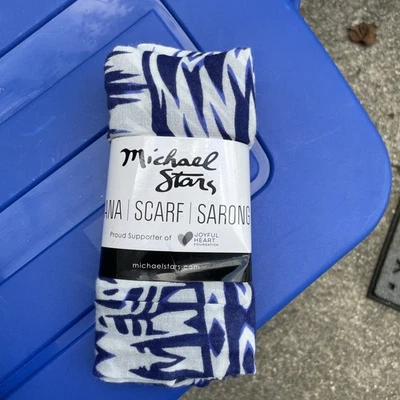 Michael
Stars
ANA | SCARF | SARONG
Proud Supporter of JOYFUL HEART FOUNDATION
michaelstars.com